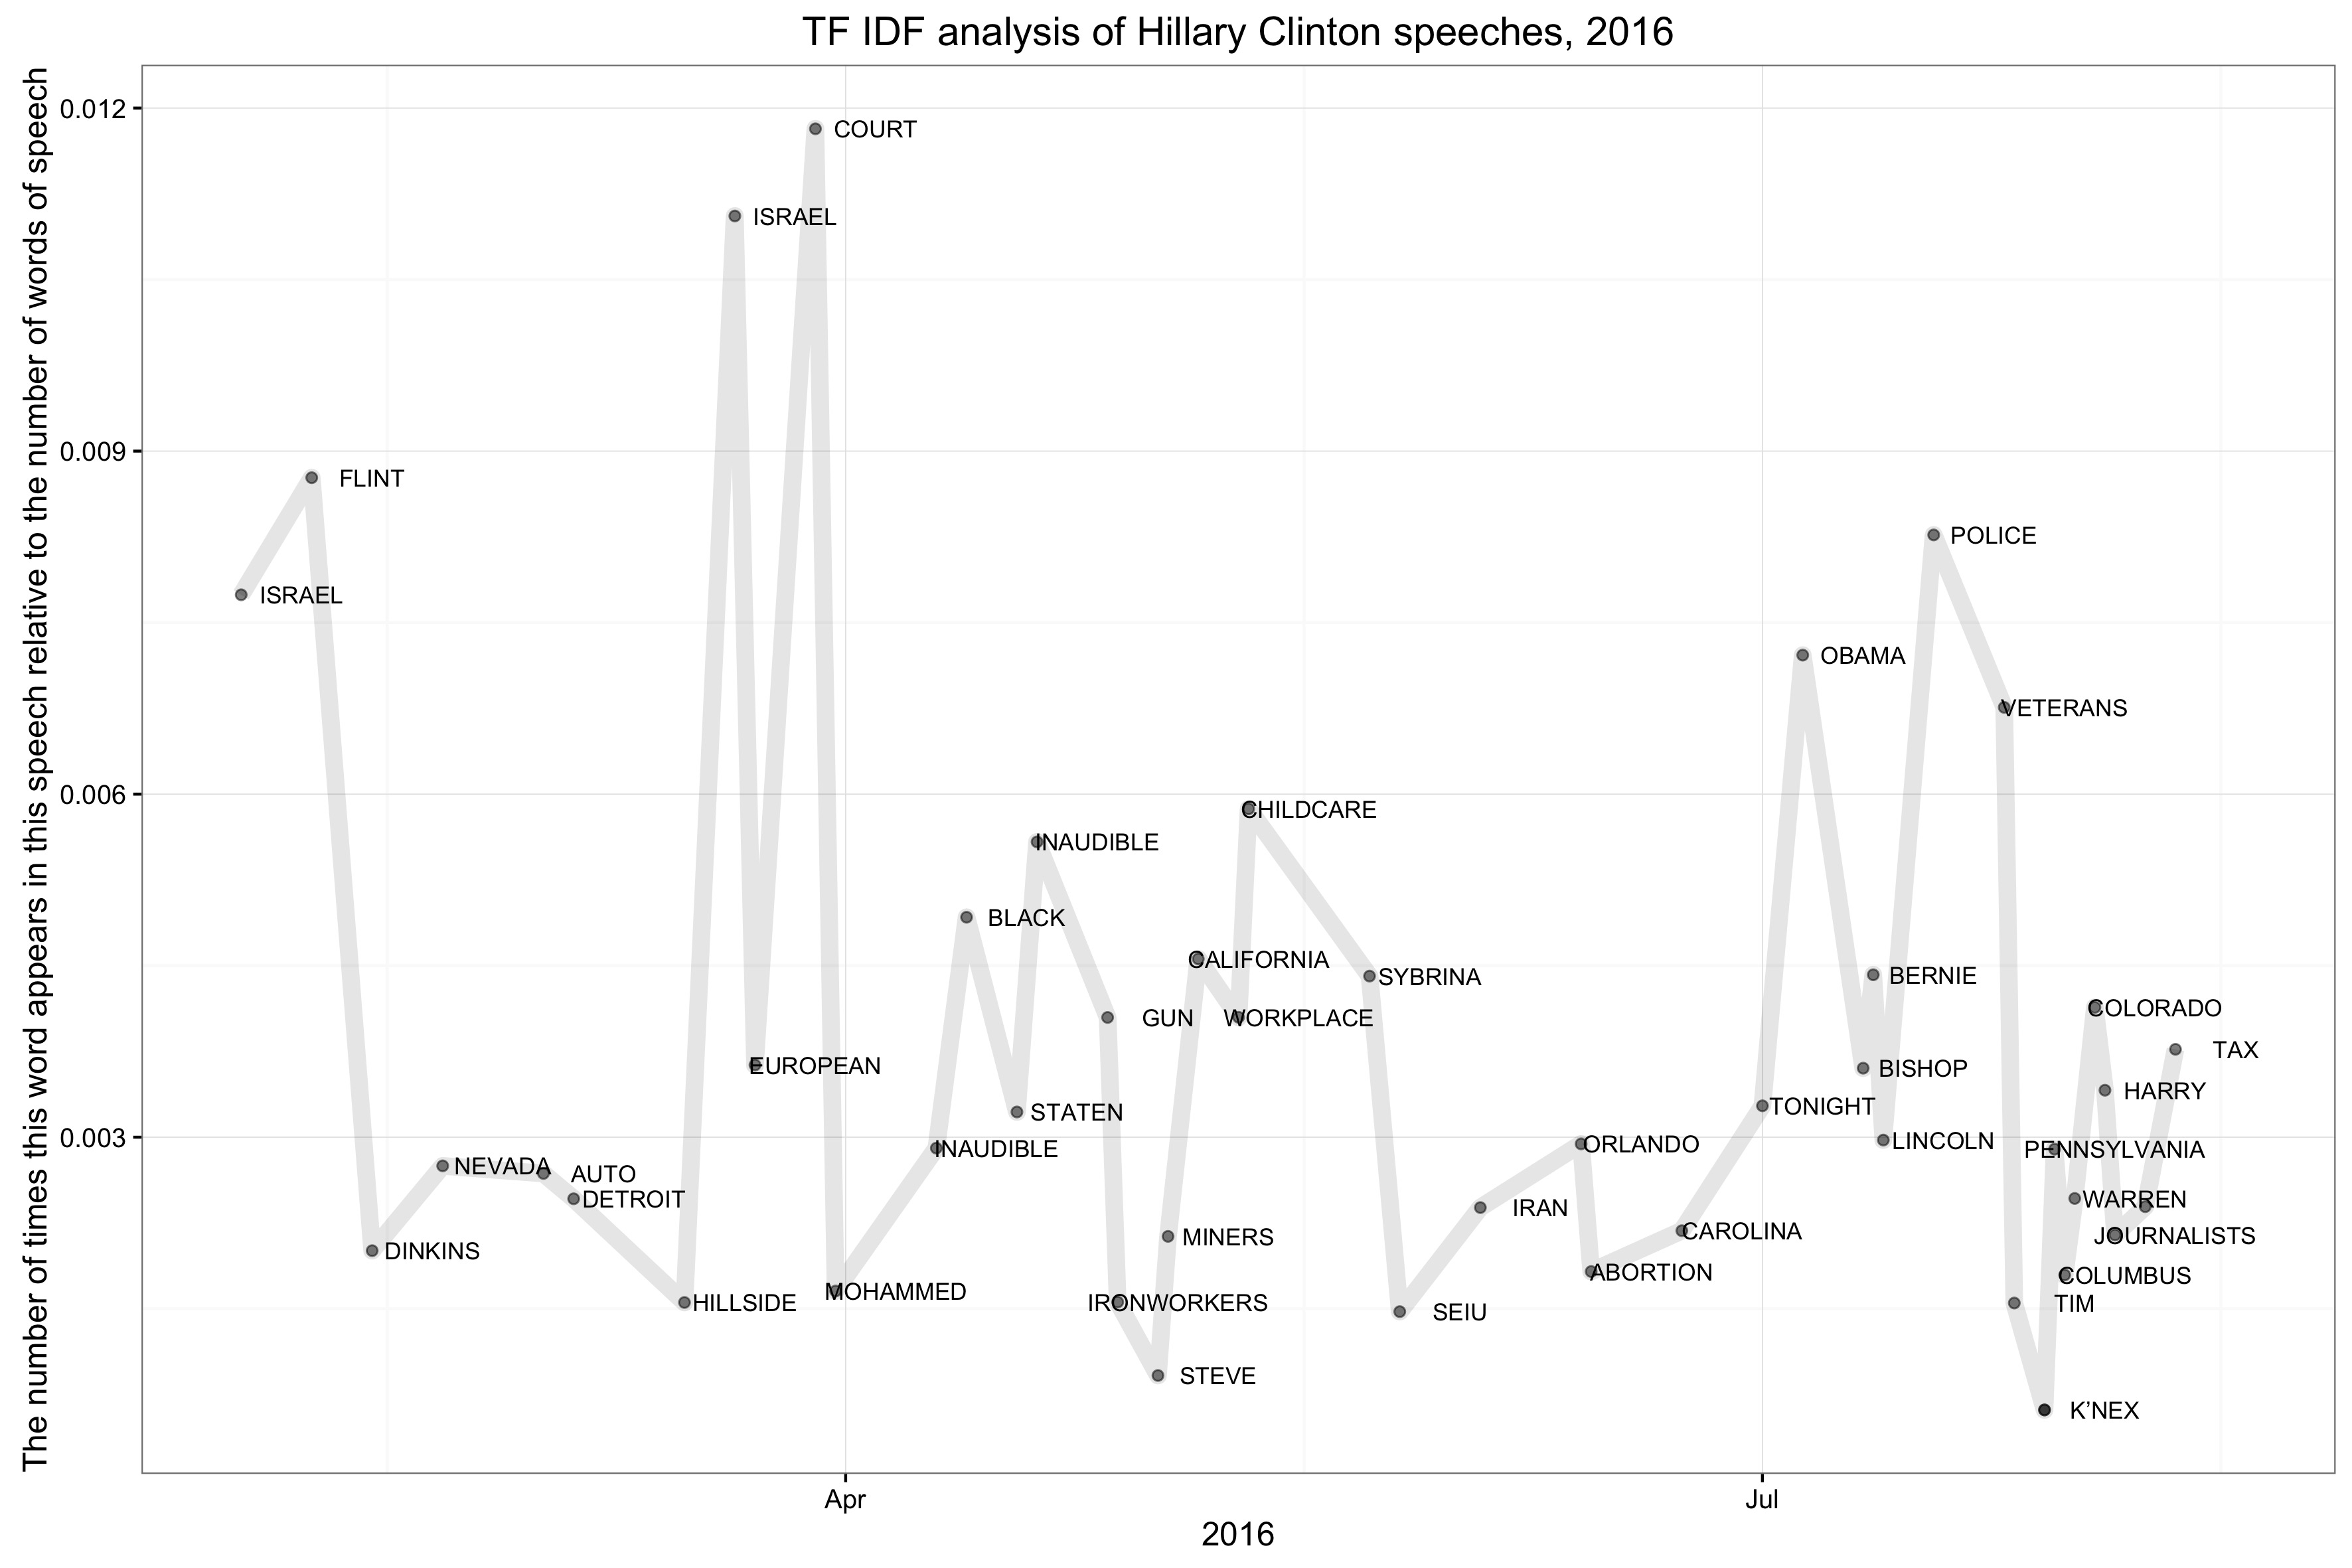 TF IDF analysis of Hillary Clinton speeches, 2016
The number of times this word appears in this speech relative to the number of words of speech
0.012
COURT
ISRAEL
0.009
FLINT
POLICE
ISRAEL
OBAMA
VETERANS
0.006
CHILDCARE
INAUDIBLE
BLACK
CALIFORNIA
SYBRINA
BERNIE
COLORADO
GUN
WORKPLACE
TAX
EUROPEAN
BISHOP
HARRY
TONIGHT
STATEN
0.003
LINCOLN
ORLANDO
INAUDIBLE
PENNSYLVANIA
NEVADA
AUTO
DETROIT
WARREN
IRAN
CAROLINA
MINERS
JOURNALISTS
DINKINS
ABORTION
COLUMBUS
MOHAMMED
HILLSIDE
IRONWORKERS
TIM
SEIU
STEVE
K’NEX
Apr
Jul
2016